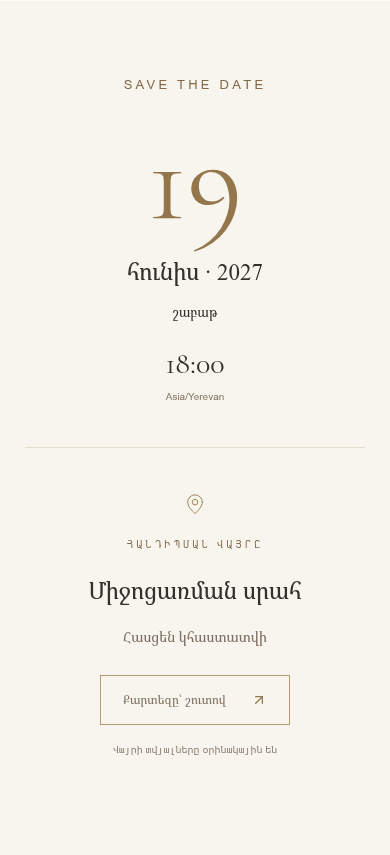 SAVE THE DATE
19
հունիս · 2027
շաբաթ
18:00
Asia/Yerevan
ՀԱՆԴԻՊՄԱՆ ՎԱՅՐԸ
Միջոցառման սրահ
Հասցեն կհաստատվի
Քարտեզը՝ շուտով
Վայրի տվյալները օրինակային են